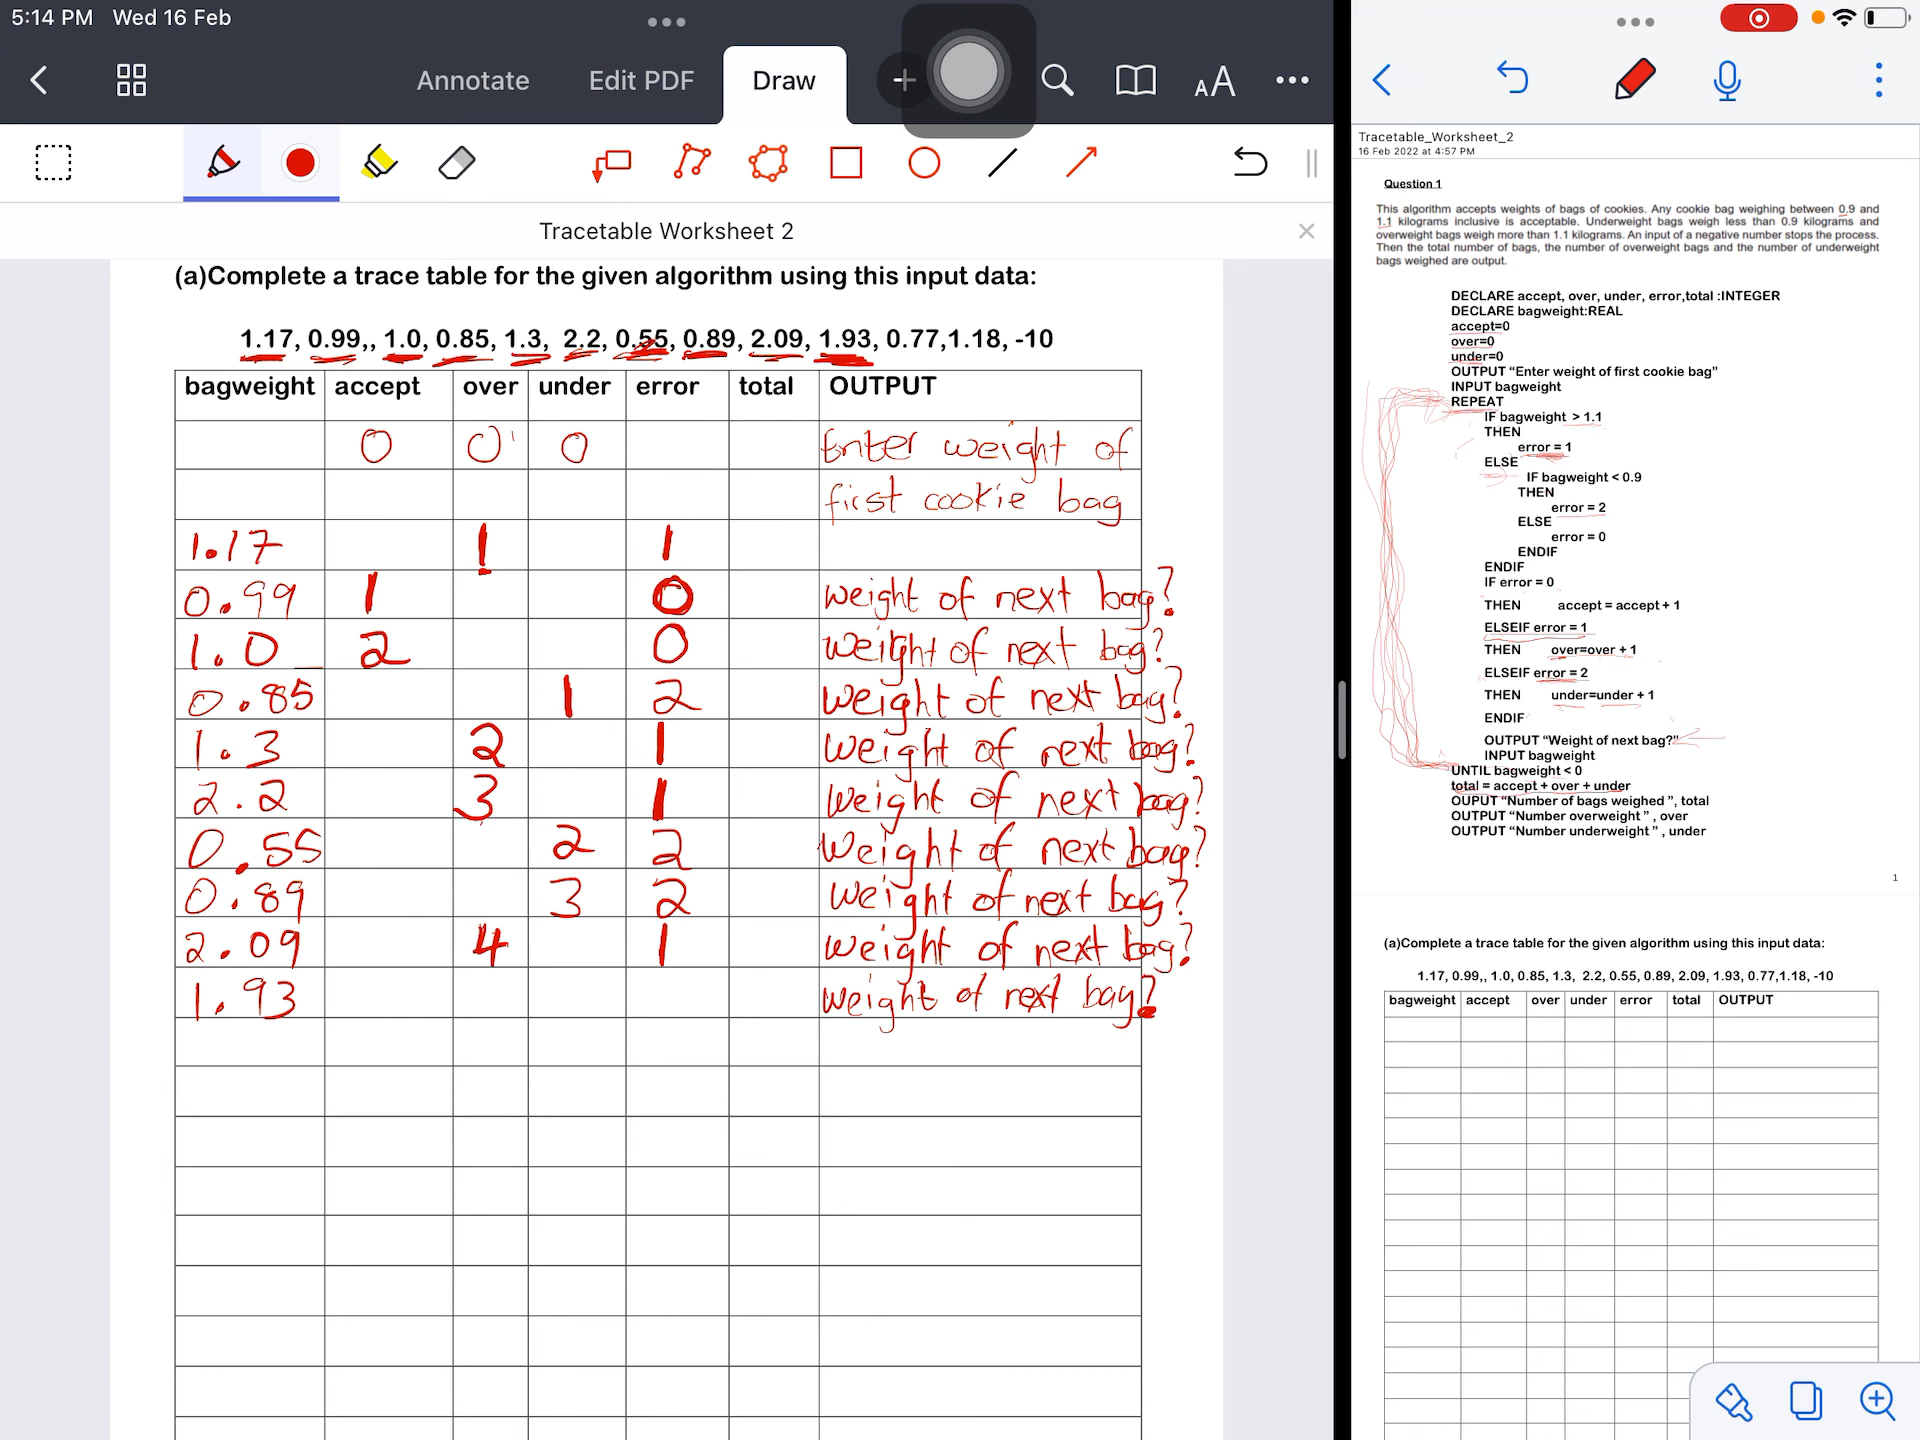 5:14 PM Wed 16 Feb
Annotate Edit PDF Draw
AA
Tracetable Worksheet 2
(a)Complete a trace table for the given algorithm using this input data:
1.17, 0.99,, 1.0, 0.85, 1.3, 2.2, 0.55, 0.89, 2.09, 1.93, 0.77,1.18, -10
bagweight accept over under error total OUTPUT
0 0 0 Enter weight of
first cookie bag
1.17 1 1
0.99 1 0 weight of next bag?
1.0 2 0 weight of next bag?
0.85 1 2 weight of next bag?
1.3 2 1 weight of next bag?
2.2 3 1 weight of next bag?
0.55 2 2 weight of next bag?
0.89 3 2 weight of next bag?
2.09 4 1 weight of next bag?
1.93 weight of next bag?
Tracetable_Worksheet_2
16 Feb 2022 at 4:57 PM
Question 1
This algorithm accepts weights of bags of cookies. Any cookie bag weighing between 0.9 and
1.1 kilograms inclusive is acceptable. Underweight bags weigh less than 0.9 kilograms and
overweight bags weigh more than 1.1 kilograms. An input of a negative number stops the process.
Then the total number of bags, the number of overweight bags and the number of underweight
bags weighed are output.
DECLARE accept, over, under, error,total :INTEGER
DECLARE bagweight:REAL
accept=0
over=0
under=0
OUTPUT “Enter weight of first cookie bag”
INPUT bagweight
REPEAT
IF bagweight > 1.1
THEN
error = 1
ELSE
IF bagweight < 0.9
THEN
error = 2
ELSE
error = 0
ENDIF
ENDIF
IF error = 0
THEN accept = accept + 1
ELSEIF error = 1
THEN over=over + 1
ELSEIF error = 2
THEN under=under + 1
ENDIF
OUTPUT “Weight of next bag?”
INPUT bagweight
UNTIL bagweight < 0
total = accept + over + under
OUPUT “Number of bags weighed ”, total
OUTPUT “Number overweight ” , over
OUTPUT “Number underweight ” , under
1
(a)Complete a trace table for the given algorithm using this input data:
1.17, 0.99,, 1.0, 0.85, 1.3, 2.2, 0.55, 0.89, 2.09, 1.93, 0.77,1.18, -10
bagweight accept over under error total OUTPUT